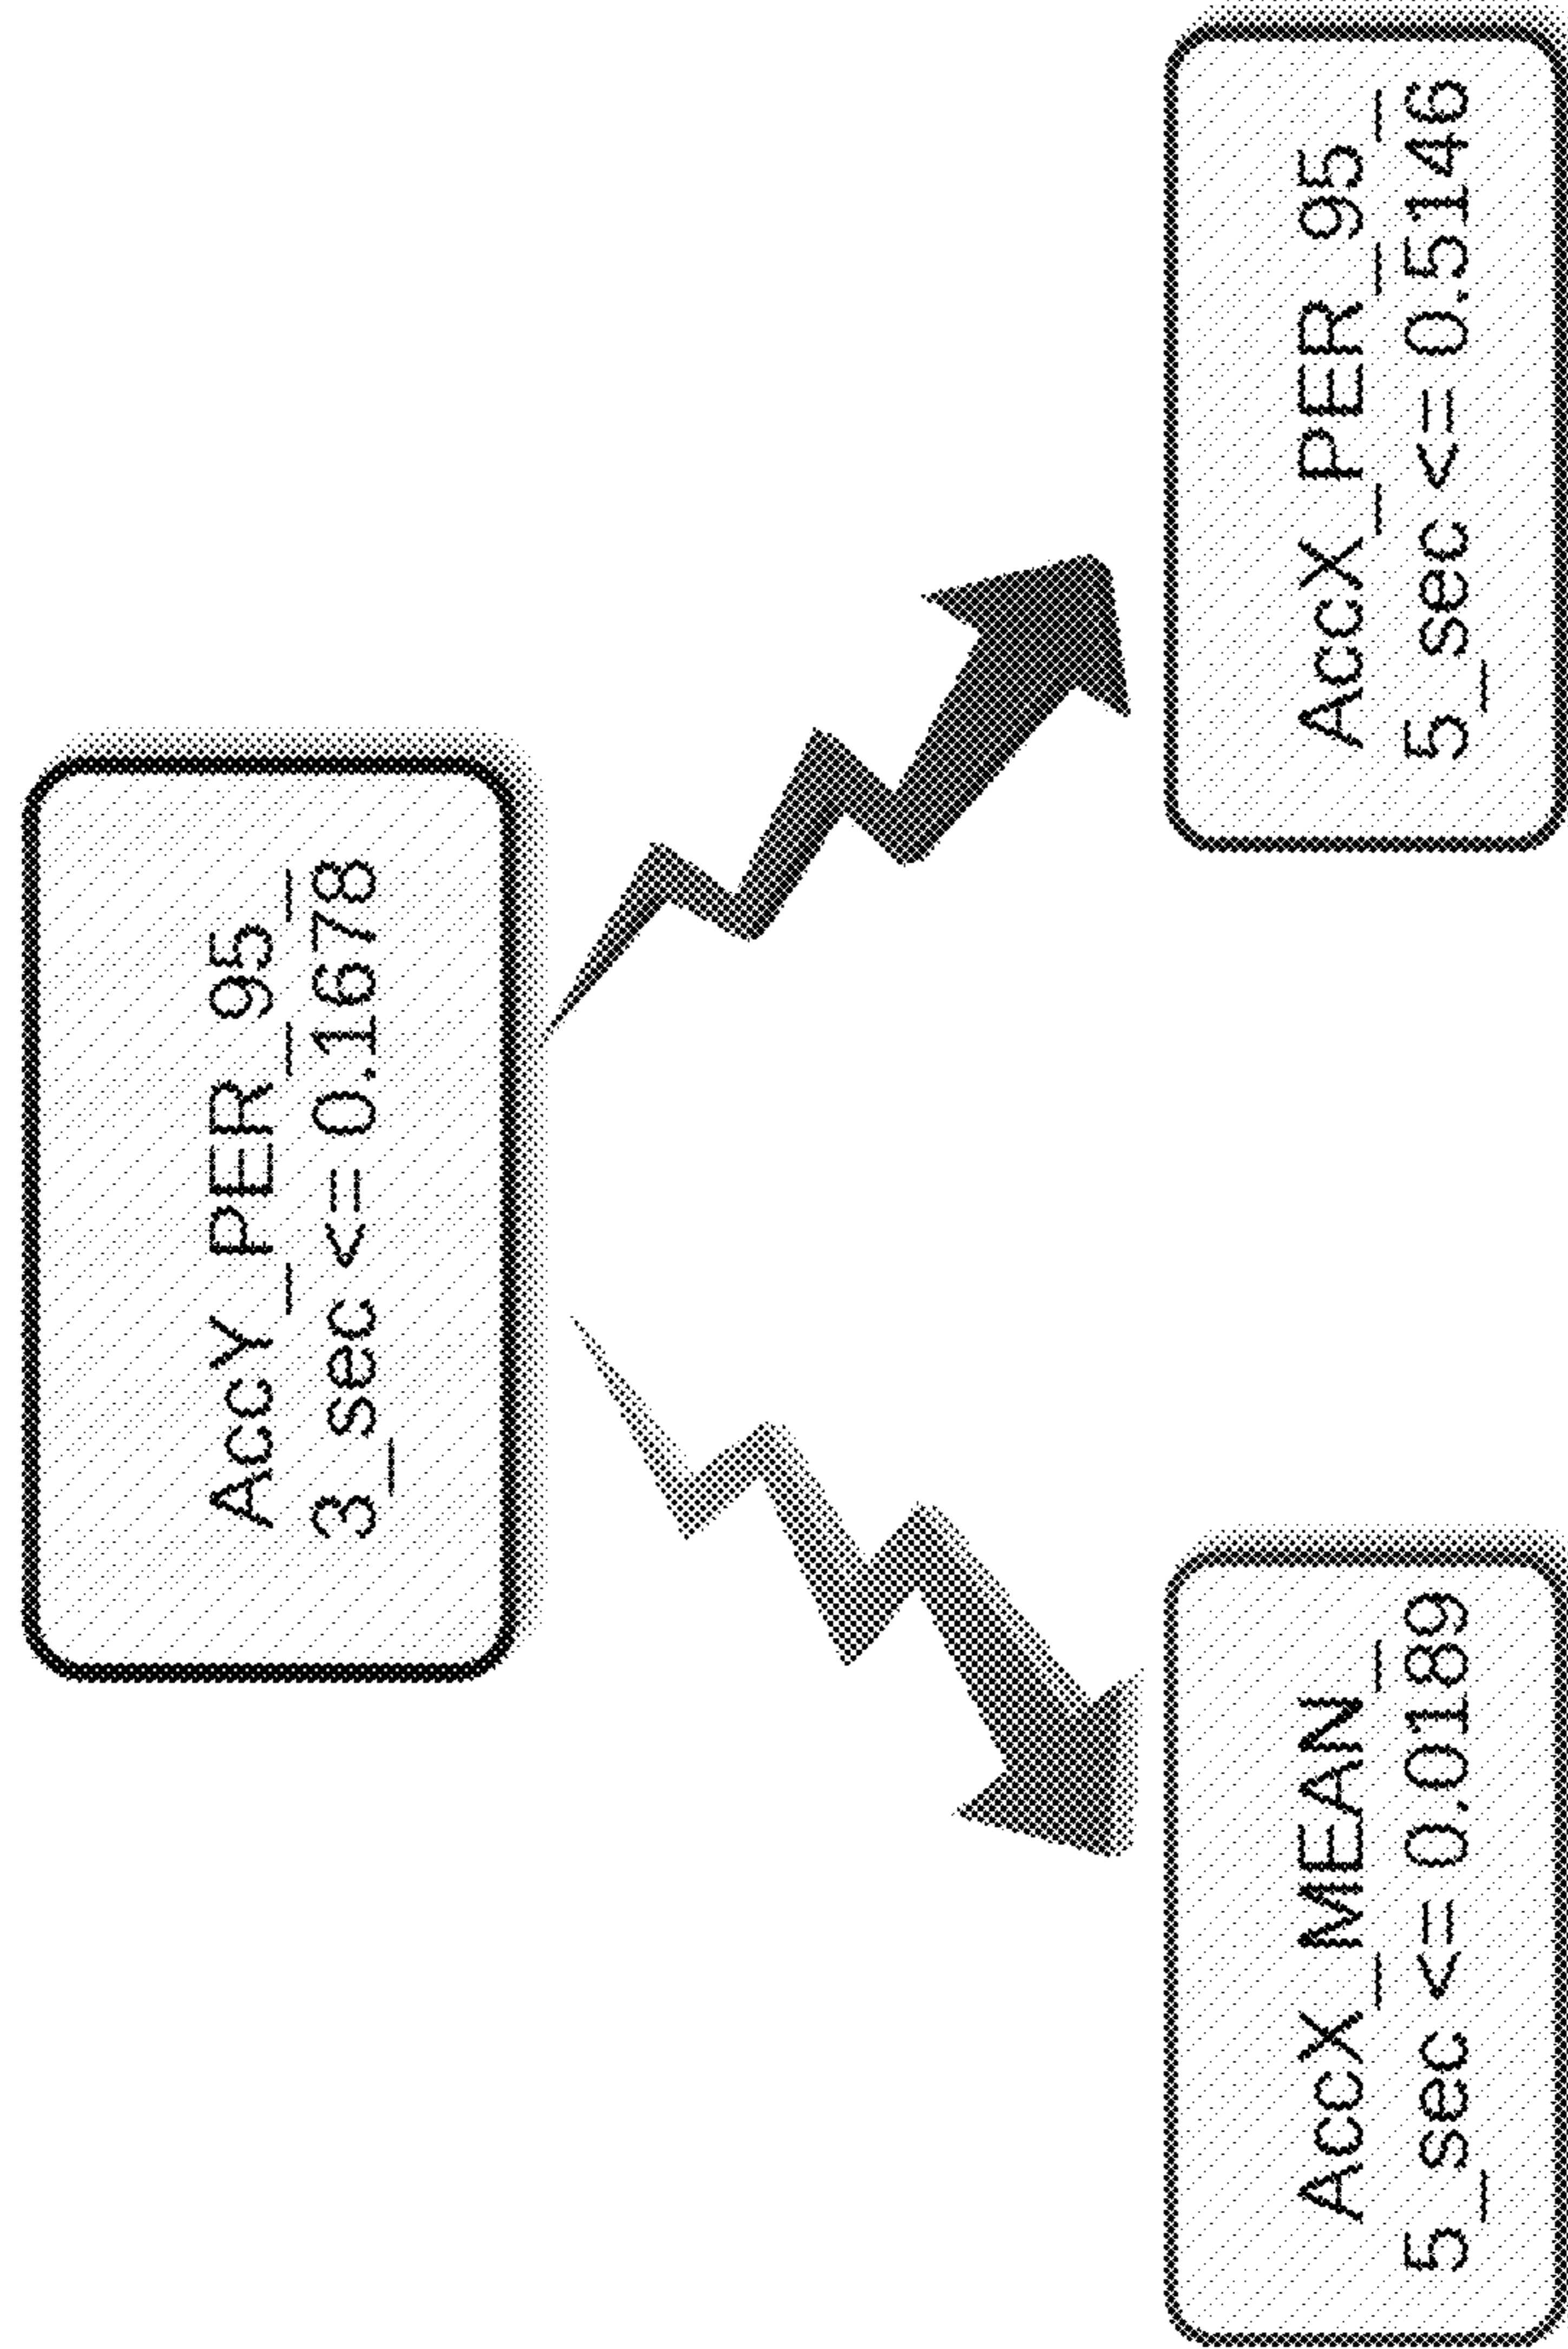 AccY_PER_95_
3_sec <= 0.1678
AccX_MEAN_
5_sec <= 0.0189
AccX_PER_95_
5_sec <= 0.5146